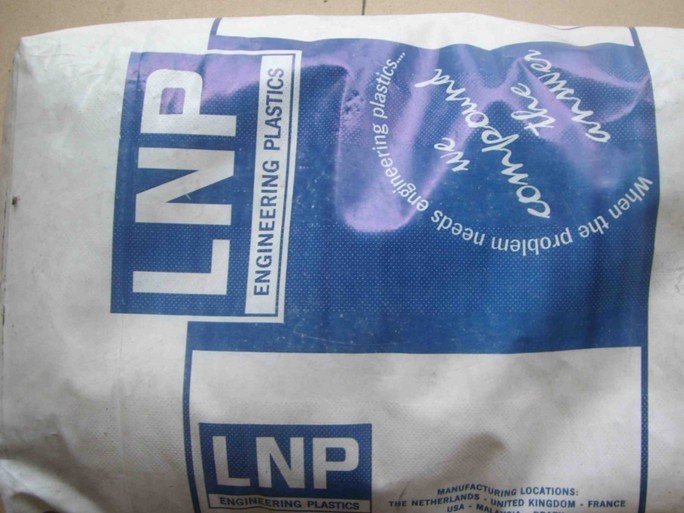 LNP
ENGINEERING PLASTICS
When the problem needs engineering plastics...
we
compound
the
answer
LNP
ENGINEERING PLASTICS
MANUFACTURING LOCATIONS:
THE NETHERLANDS - UNITED KINGDOM - FRANCE
USA - MALAYSIA